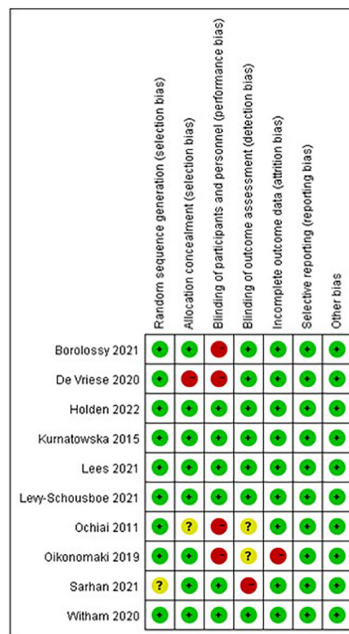 Random sequence generation (selection bias)
Allocation concealment (selection bias)
Blinding of participants and personnel (performance bias)
Blinding of outcome assessment (detection bias)
Incomplete outcome data (attrition bias)
Selective reporting (reporting bias)
Other bias
Borolossy 2021 + + - + + + +
De Vriese 2020 + - - + + + +
Holden 2022 + + + + + + +
Kurnatowska 2015 + + + + + + +
Lees 2021 + + + + + + +
Levy-Schousboe 2021 + + + + + + +
Ochiai 2011 + ? - ? + + +
Oikonomaki 2019 + + - ? - + +
Sarhan 2021 ? + + - + + +
Witham 2020 + + + + + + +